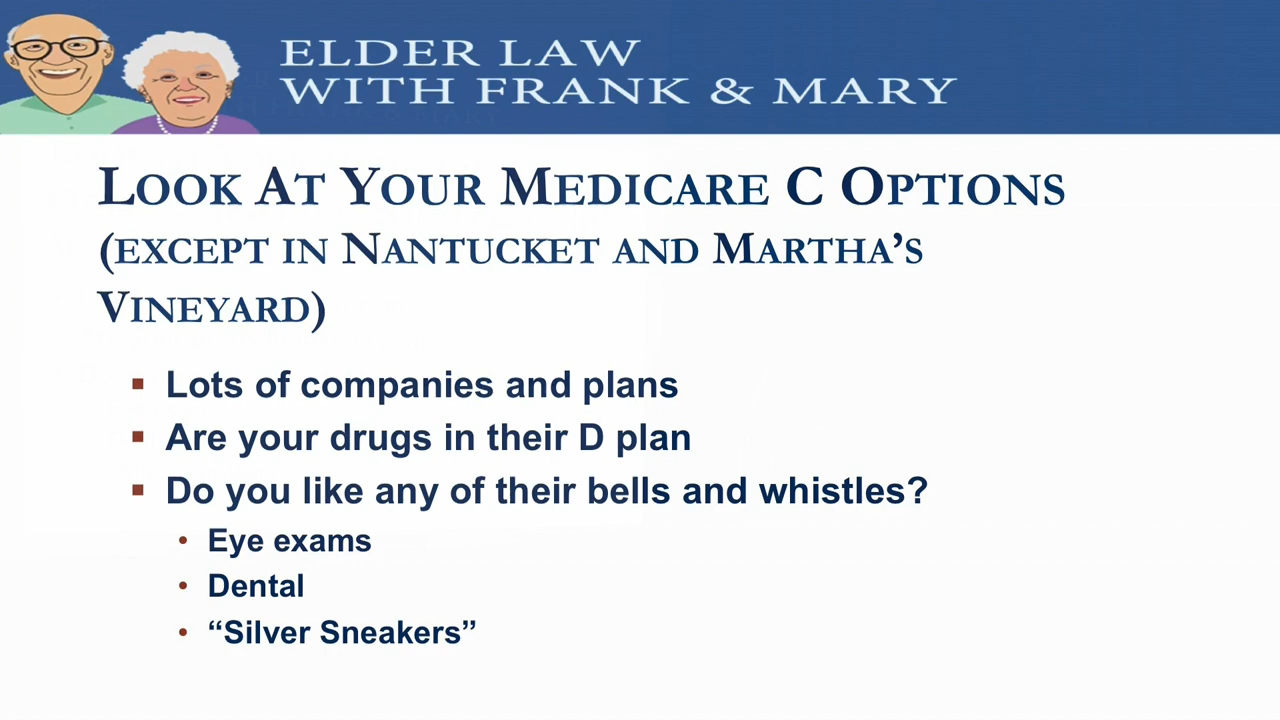 ELDER LAW
WITH FRANK & MARY
LOOK AT YOUR MEDICARE C OPTIONS
(EXCEPT IN NANTUCKET AND MARTHA’S
VINEYARD)
▪ Lots of companies and plans
▪ Are your drugs in their D plan
▪ Do you like any of their bells and whistles?
• Eye exams
• Dental
• “Silver Sneakers”